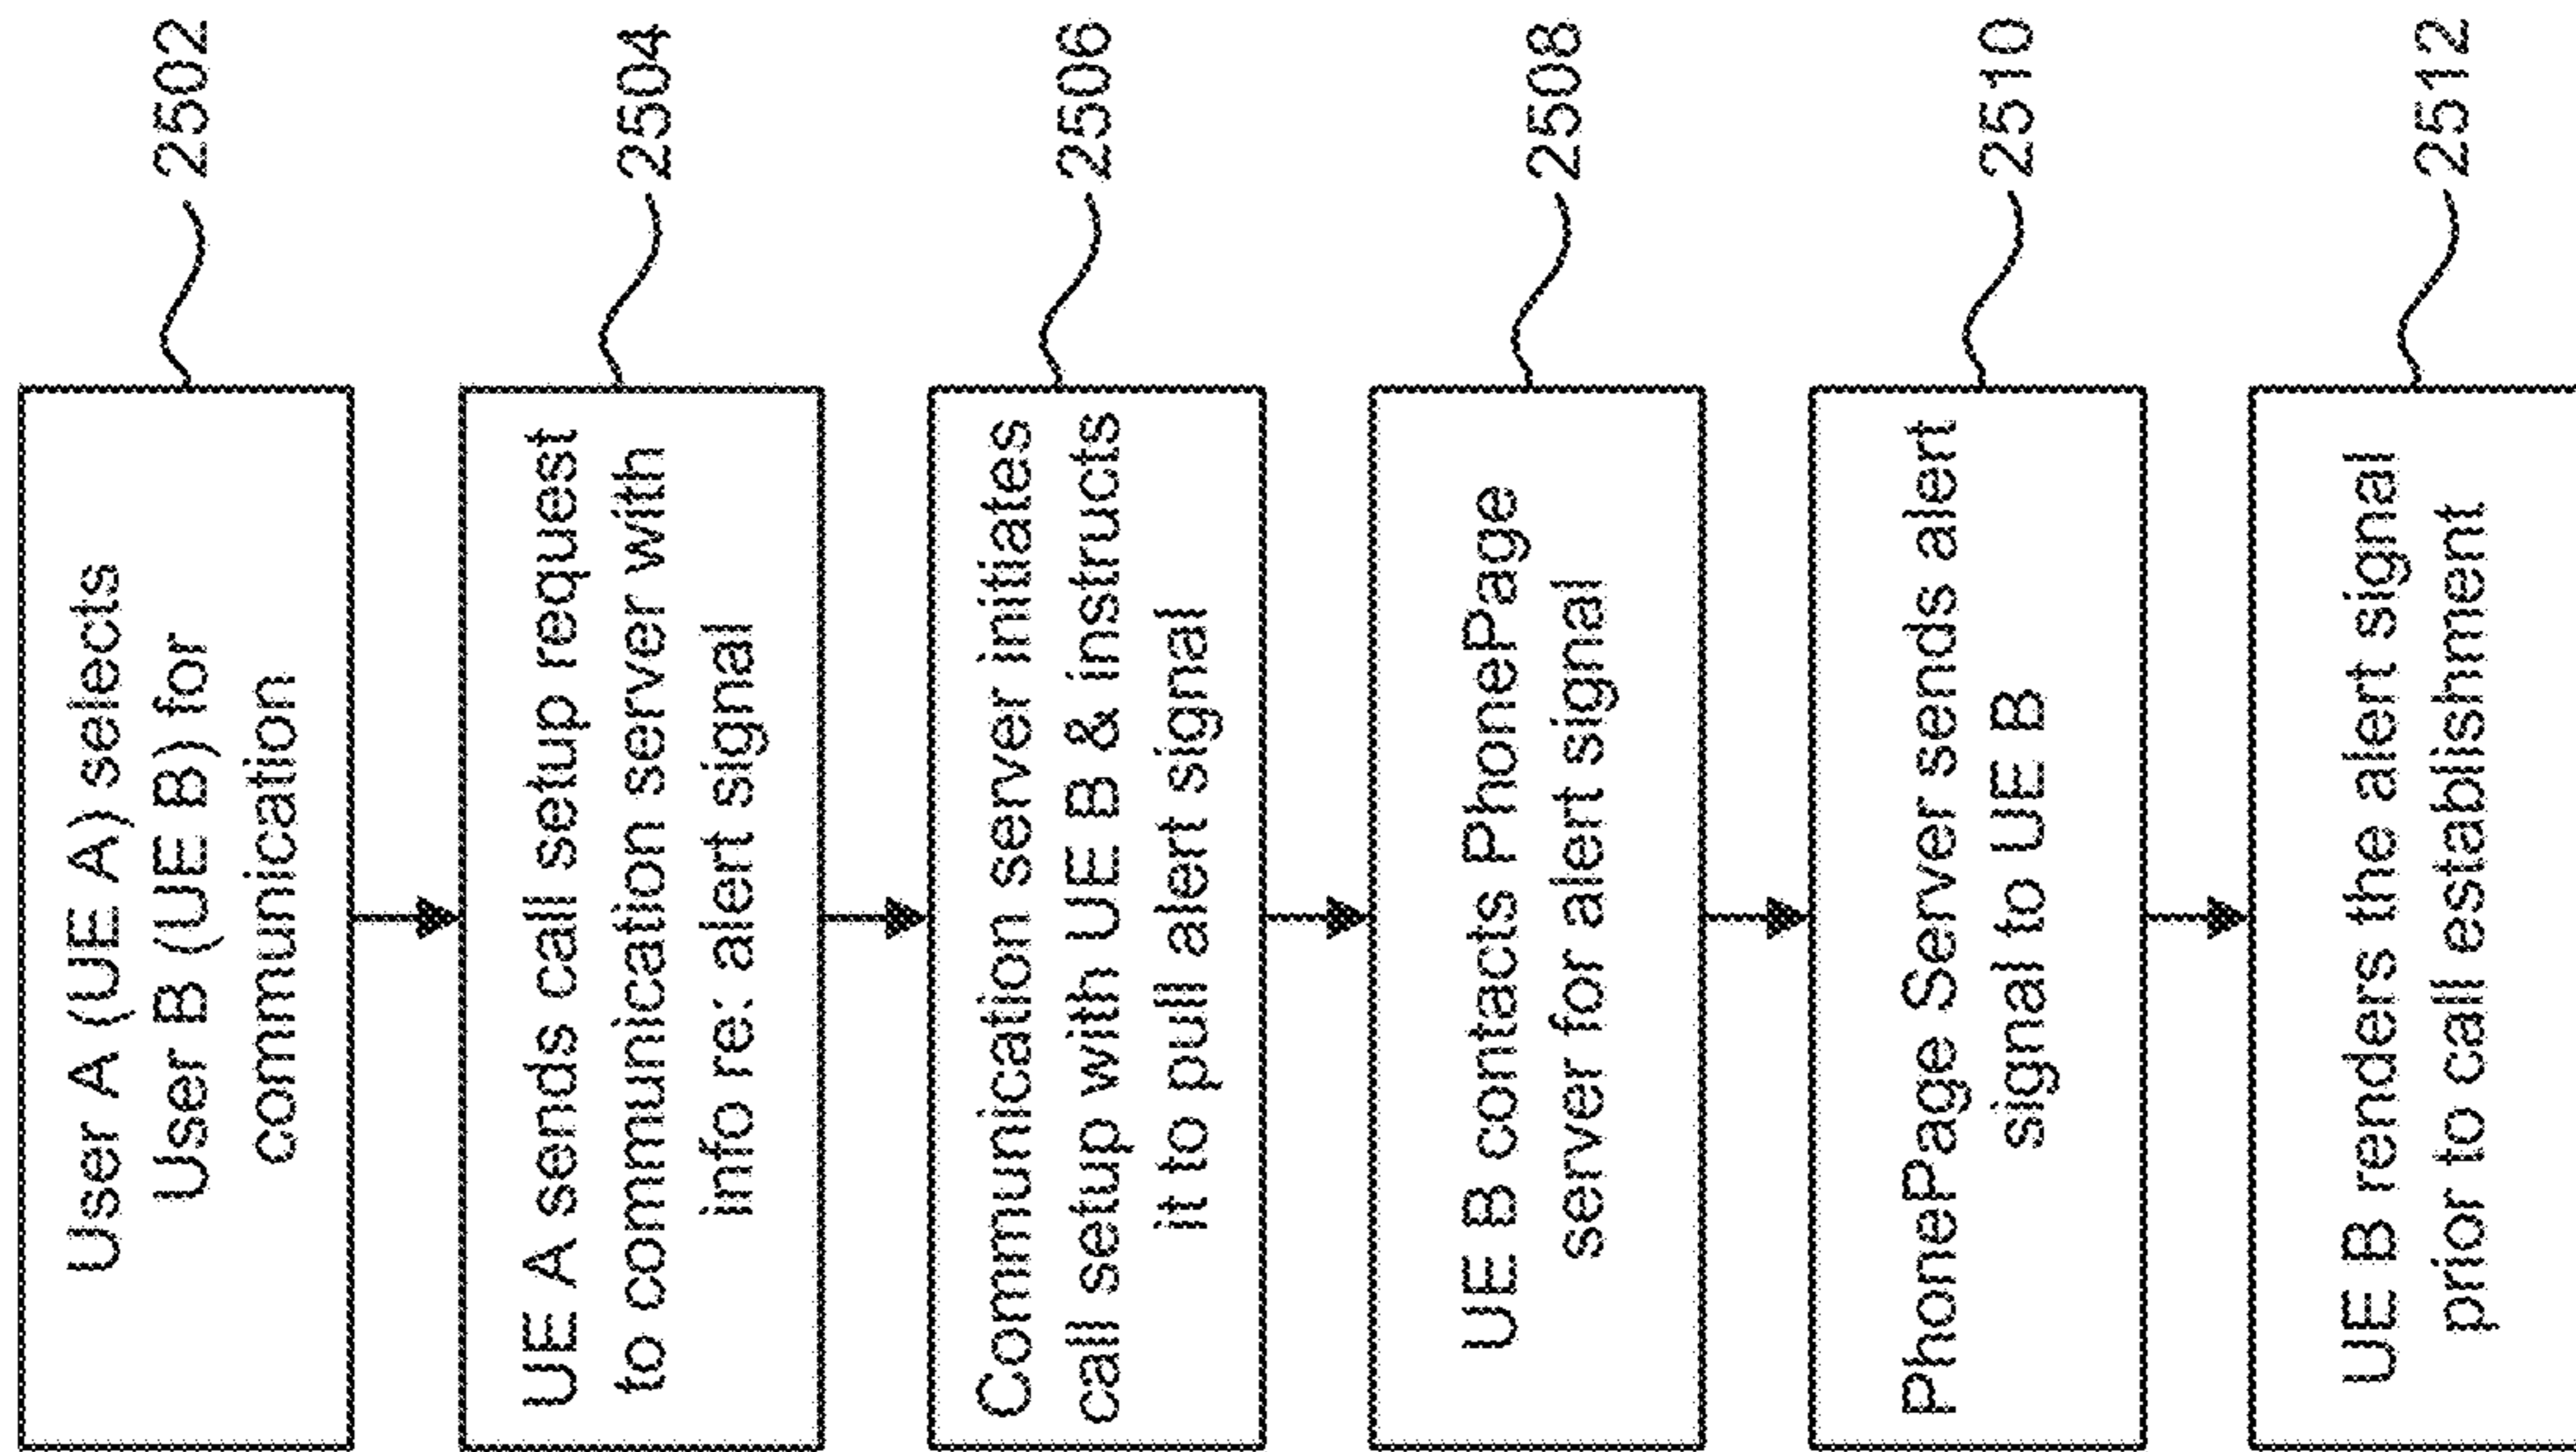 User A (UE A) selects
User B (UE B) for
communication
2502
UE A sends call setup request
to communication server with
info re: alert signal
2504
Communication server initiates
call setup with UE B & instructs
it to pull alert signal
2506
UE B contacts PhonePage
server for alert signal
2508
PhonePage Server sends alert
signal to UE B
2510
UE B renders the alert signal
prior to call establishment
2512